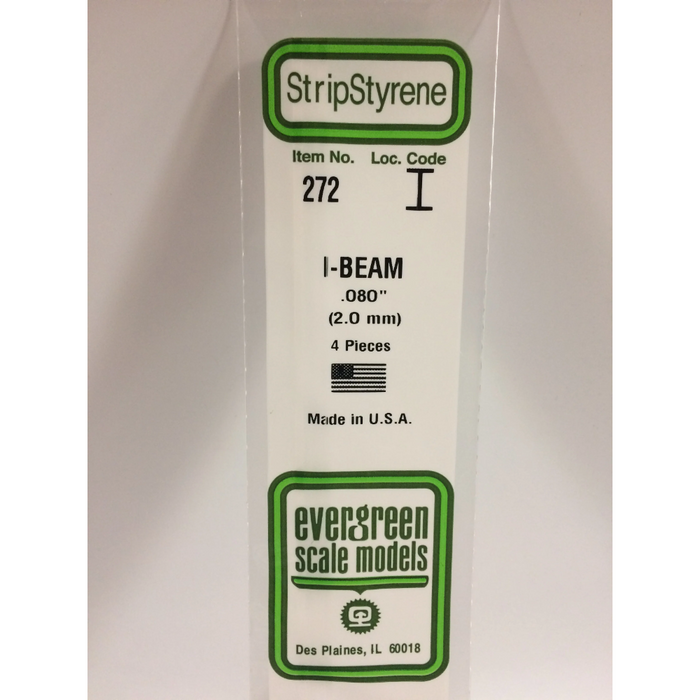 StripStyrene
Item No. Loc. Code
272 I
I-BEAM
.080"
(2.0 mm)
4 Pieces
Made in U.S.A.
evergreen
scale models
Des Plaines, IL 60018